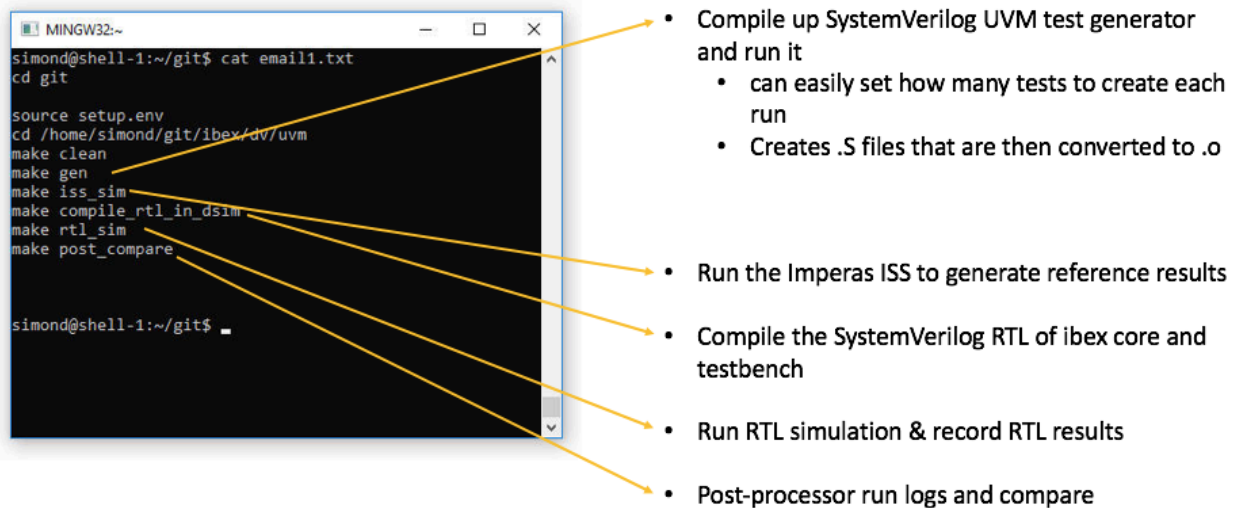 MINGW32:~
simond@shell-1:~/git$ cat email1.txt
cd git
source setup.env
cd /home/simond/git/ibex/dv/uvm
make clean
make gen
make iss_sim
make compile_rtl_in_dsim
make rtl_sim
make post_compare
simond@shell-1:~/git$
• Compile up SystemVerilog UVM test generator
and run it
• can easily set how many tests to create each
run
• Creates .S files that are then converted to .o
• Run the Imperas ISS to generate reference results
• Compile the SystemVerilog RTL of ibex core and
testbench
• Run RTL simulation & record RTL results
• Post-processor run logs and compare